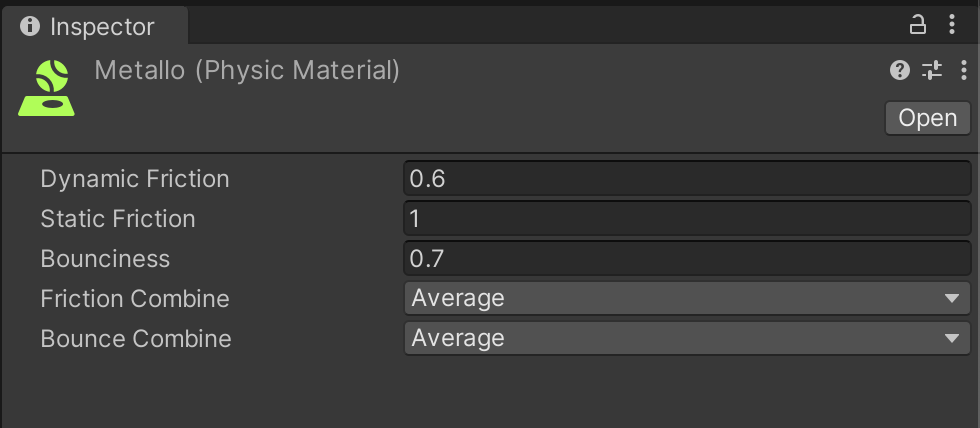 Inspector
Metallo (Physic Material)
Open
Dynamic Friction 0.6
Static Friction 1
Bounciness 0.7
Friction Combine Average
Bounce Combine Average